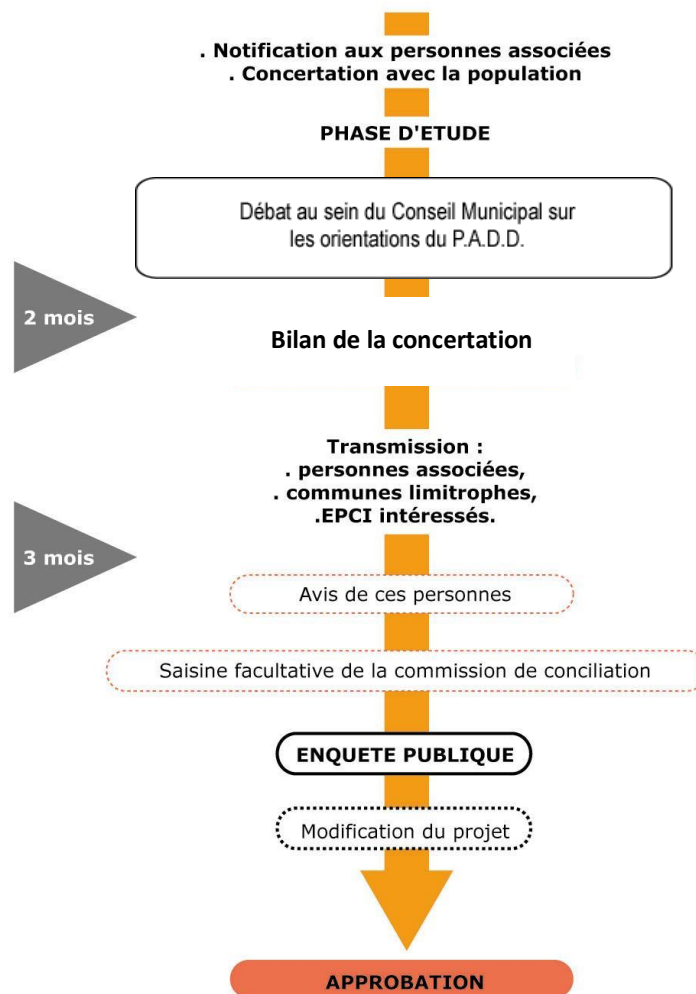 . Notification aux personnes associées
. Concertation avec la population
PHASE D'ETUDE
Débat au sein du Conseil Municipal sur
les orientations du P.A.D.D.
2 mois
Bilan de la concertation
Transmission :
. personnes associées,
. communes limitrophes,
.EPCI intéressés.
3 mois
Avis de ces personnes
Saisine facultative de la commission de conciliation
ENQUETE PUBLIQUE
Modification du projet
APPROBATION